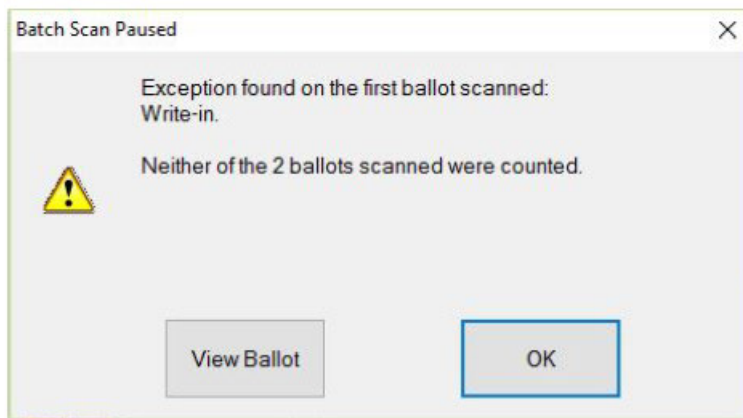 Batch Scan Paused
Exception found on the first ballot scanned:
Write-in.
Neither of the 2 ballots scanned were counted.
View Ballot
OK